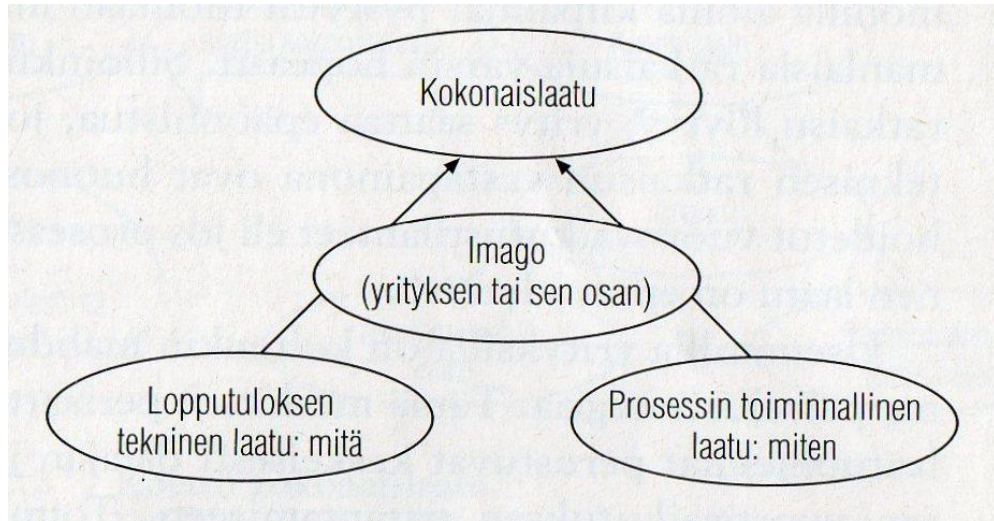 Kokonaislaatu
Imago
(yrityksen tai sen osan)
Lopputuloksen
tekninen laatu: mitä
Prosessin toiminnallinen
laatu: miten